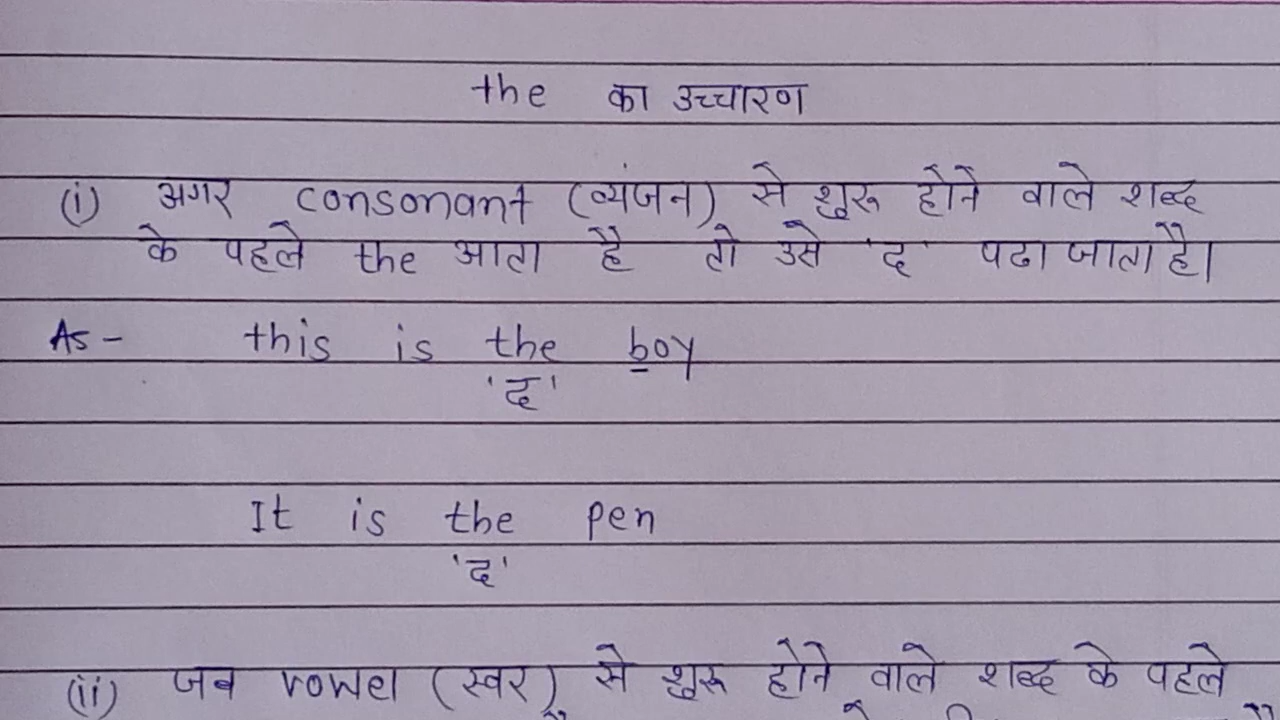 the का उच्चारण
(i) अगर consonant (व्यंजन) से शुरू होने वाले शब्द
के पहले the आता है तो उसे 'द' पढा जाता है।
As - this is the boy
'द'
It is the pen
'द'
(ii) जब vowel (स्वर) से शुरू होने वाले शब्द के पहले